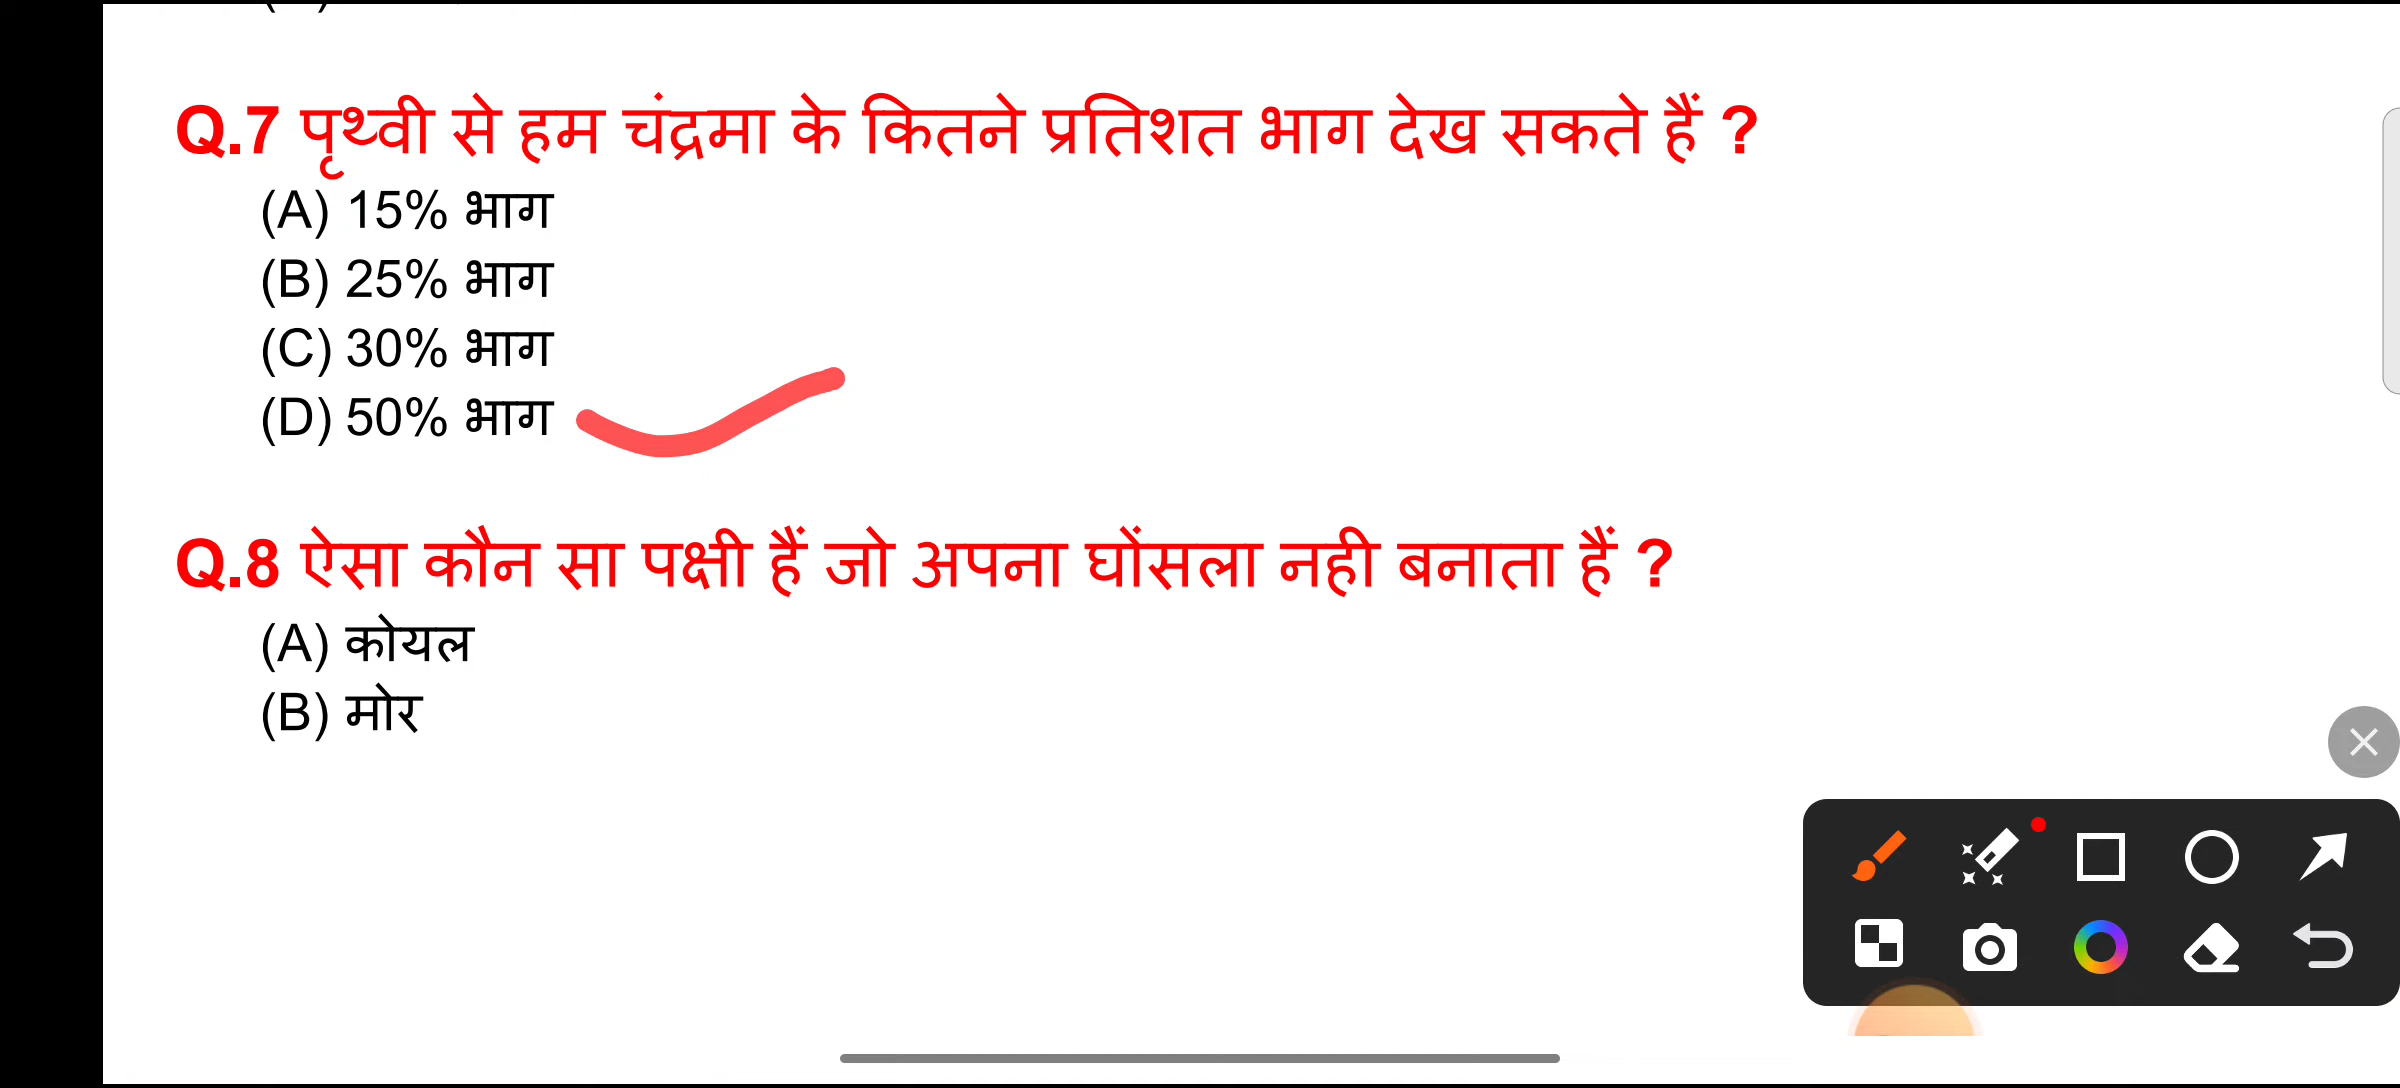 Q.7 पृथ्वी से हम चंद्रमा के कितने प्रतिशत भाग देख सकते हैं ?
(A) 15% भाग
(B) 25% भाग
(C) 30% भाग
(D) 50% भाग
Q.8 ऐसा कौन सा पक्षी हैं जो अपना घोंसला नही बनाता हैं ?
(A) कोयल
(B) मोर